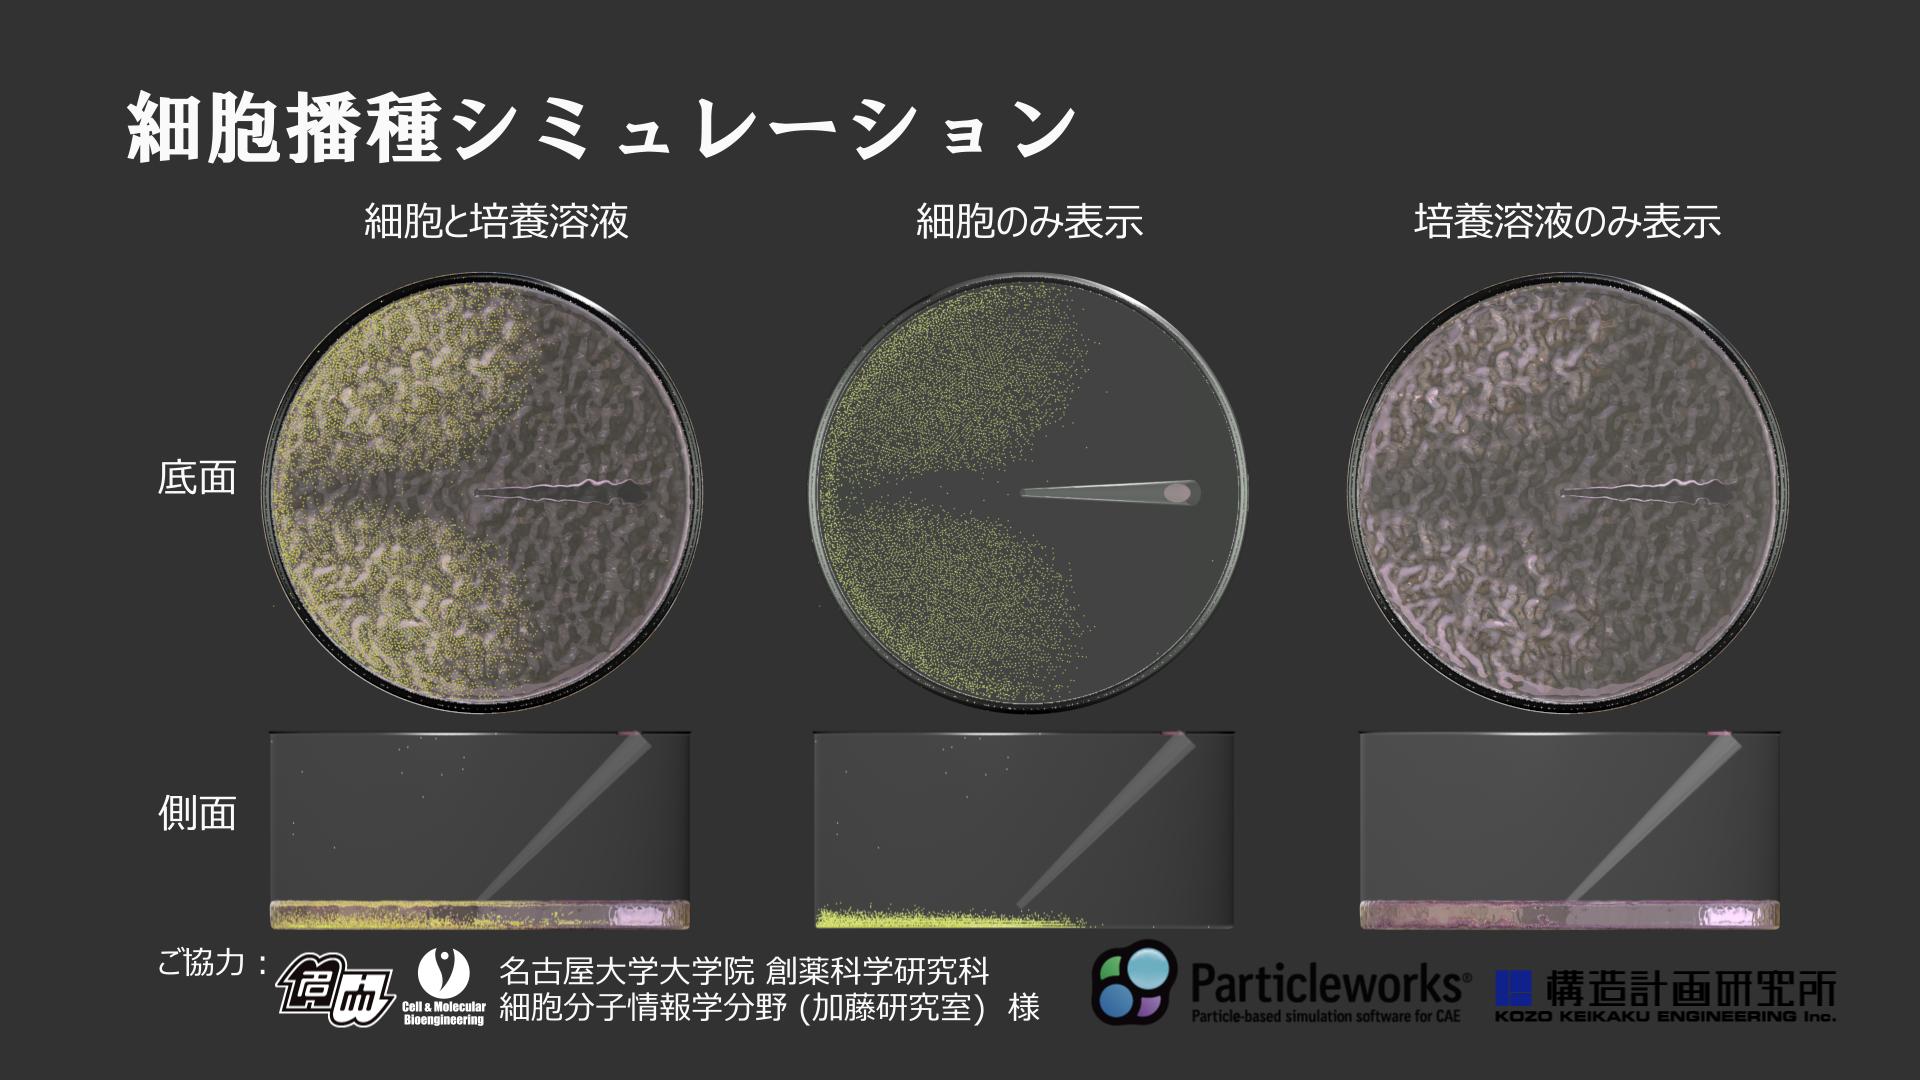 細胞播種シミュレーション
細胞と培養溶液
細胞のみ表示
培養溶液のみ表示
底面
側面
ご協力：
Cell & Molecular
Bioengineering
名古屋大学大学院 創薬科学研究科
細胞分子情報学分野 (加藤研究室) 様
Particleworks®
Particle-based simulation software for CAE
構造計画研究所
KOZO KEIKAKU ENGINEERING Inc.